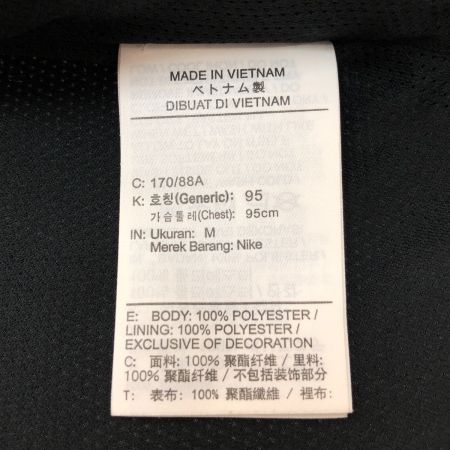 MADE IN VIETNAM
ベトナム製
DIBUAT DI VIETNAM
C: 170/88A
K: 호칭(Generic): 95
가슴둘레(Chest): 95cm
IN: Ukuran: M
Merek Barang: Nike
E: BODY: 100% POLYESTER/
LINING: 100% POLYESTER/
EXCLUSIVE OF DECORATION
C: 面料: 100% 聚酯纤维 / 里料:
100% 聚酯纤维 / 不包括装饰部分
T: 表布: 100% 聚酯纖維 / 裡布: